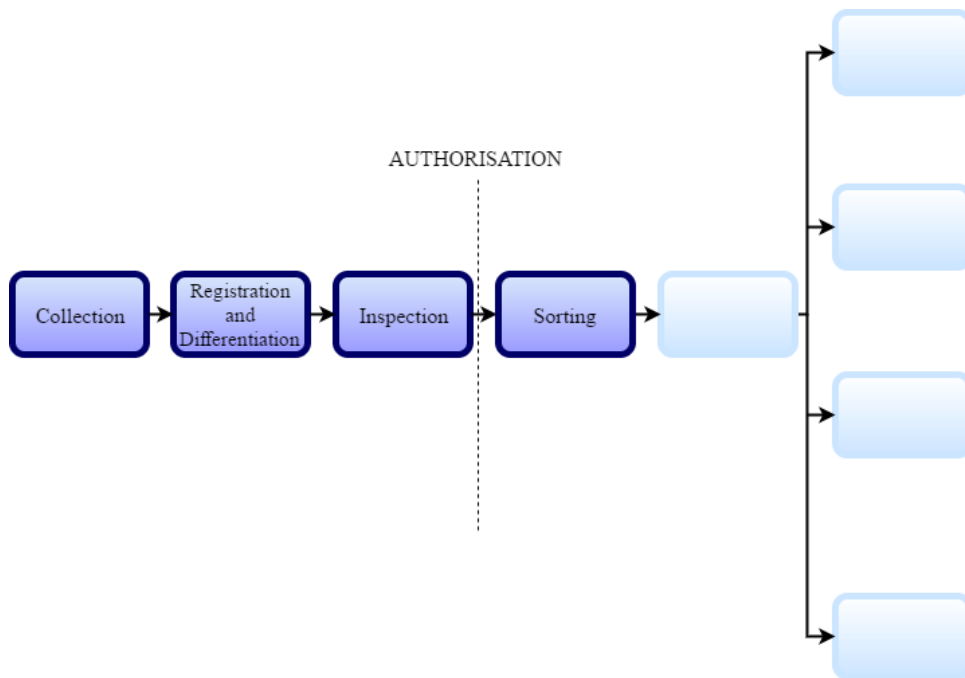 AUTHORISATION
Collection
Registration
and
Differentiation
Inspection
Sorting